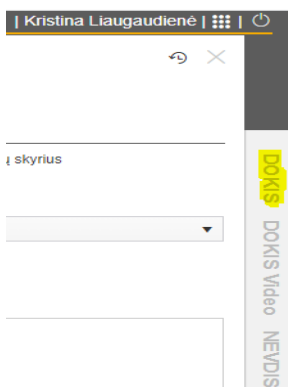 | Kristina Liaugaudienė | |
ų skyrius
DOKIS
DOKIS Video
NEVDIS